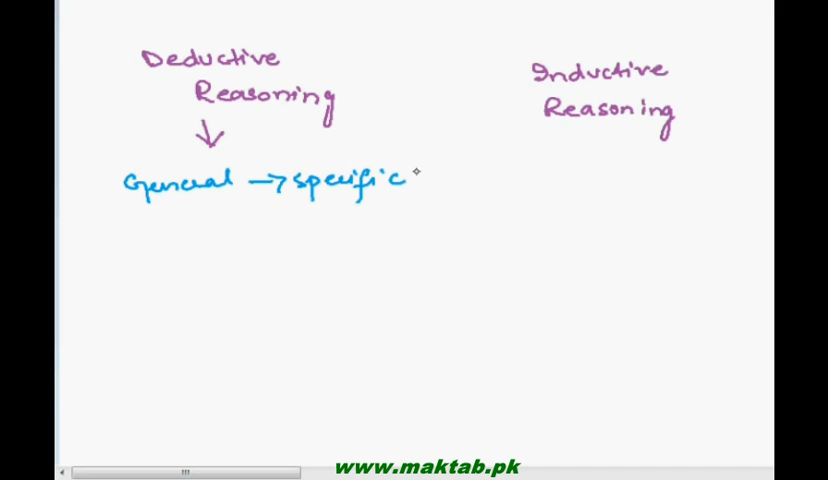 Deductive
Reasoning
↓
General → specific
Inductive
Reasoning
www.maktab.pk